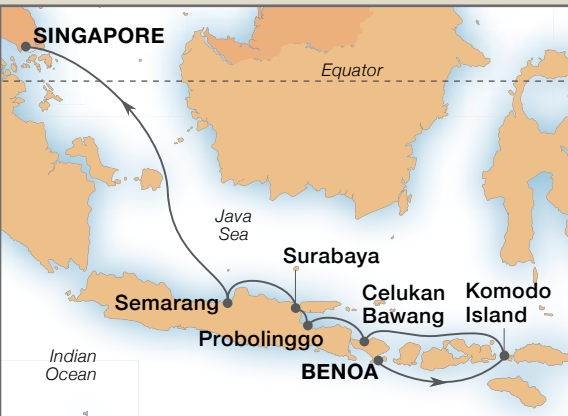 SINGAPORE
Equator
Java
Sea
Surabaya
Semarang
Celukan
Bawang
Komodo
Island
Probolinggo
BENOA
Indian
Ocean